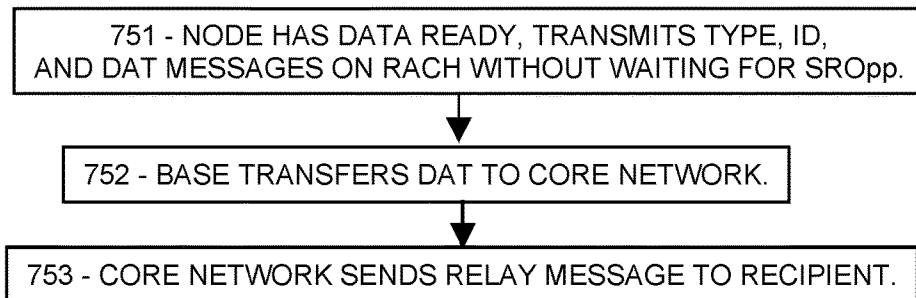 751 - NODE HAS DATA READY, TRANSMITS TYPE, ID,
AND DAT MESSAGES ON RACH WITHOUT WAITING FOR SROpp.
752 - BASE TRANSFERS DAT TO CORE NETWORK.
753 - CORE NETWORK SENDS RELAY MESSAGE TO RECIPIENT.